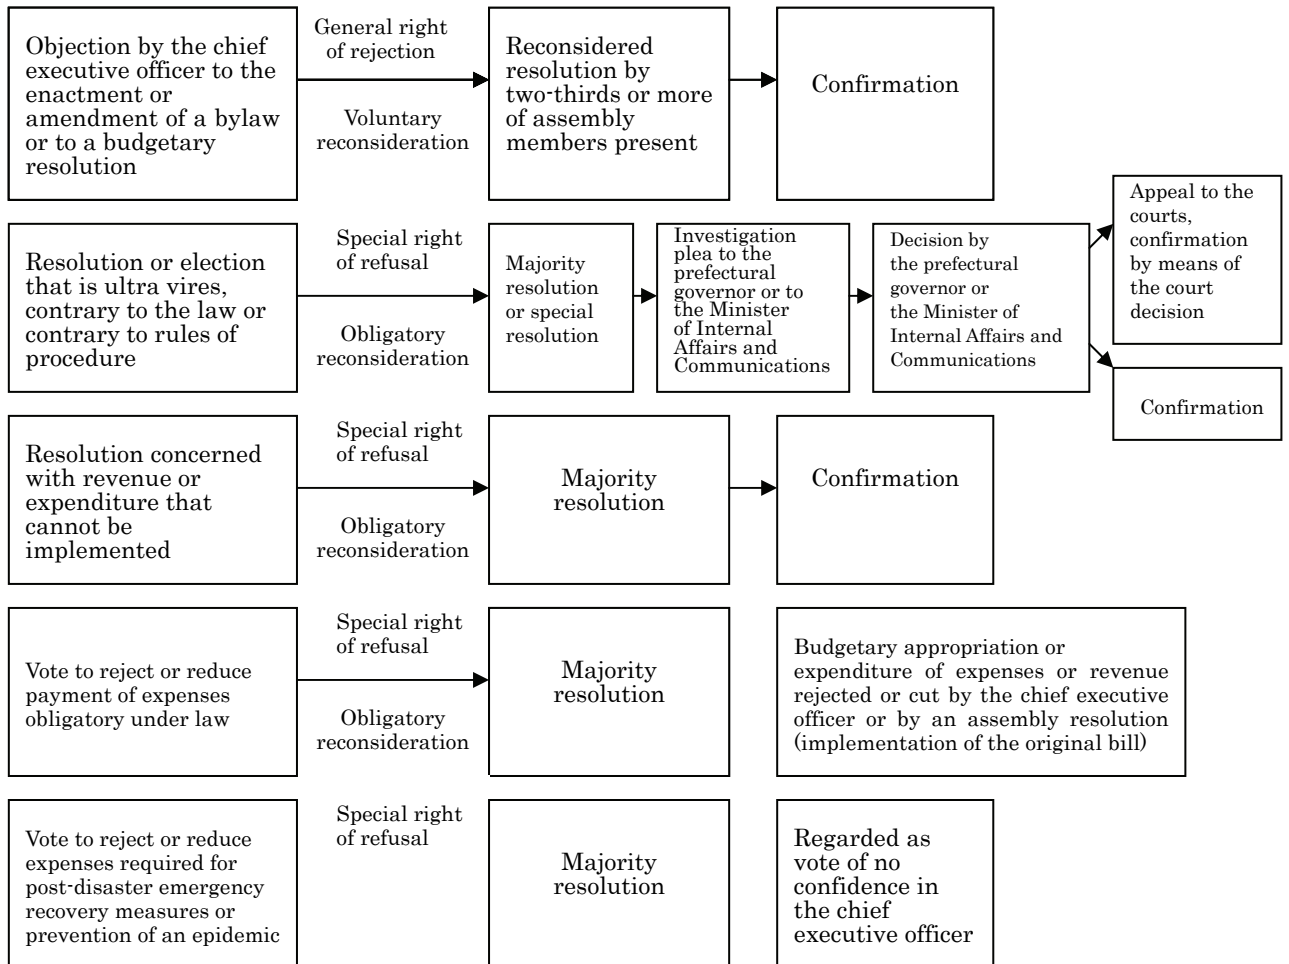 Objection by the chief
executive officer to the
enactment or
amendment of a bylaw
or to a budgetary
resolution
General right
of rejection
Voluntary
reconsideration
Reconsidered
resolution by
two-thirds or more
of assembly
members present
Confirmation
Resolution or election
that is ultra vires,
contrary to the law or
contrary to rules of
procedure
Special right
of refusal
Obligatory
reconsideration
Majority
resolution
or special
resolution
Investigation
plea to the
prefectural
governor or to
the Minister
of Internal
Affairs and
Communications
Decision by
the prefectural
governor or
the Minister of
Internal Affairs and
Communications
Appeal to the
courts,
confirmation
by means of
the court
decision
Confirmation
Resolution concerned
with revenue or
expenditure that
cannot be
implemented
Special right
of refusal
Obligatory
reconsideration
Majority
resolution
Confirmation
Vote to reject or reduce
payment of expenses
obligatory under law
Special right
of refusal
Obligatory
reconsideration
Majority
resolution
Budgetary appropriation or
expenditure of expenses or revenue
rejected or cut by the chief executive
officer or by an assembly resolution
(implementation of the original bill)
Vote to reject or reduce
expenses required for
post-disaster emergency
recovery measures or
prevention of an epidemic
Special right
of refusal
Majority
resolution
Regarded as
vote of no
confidence in
the chief
executive officer